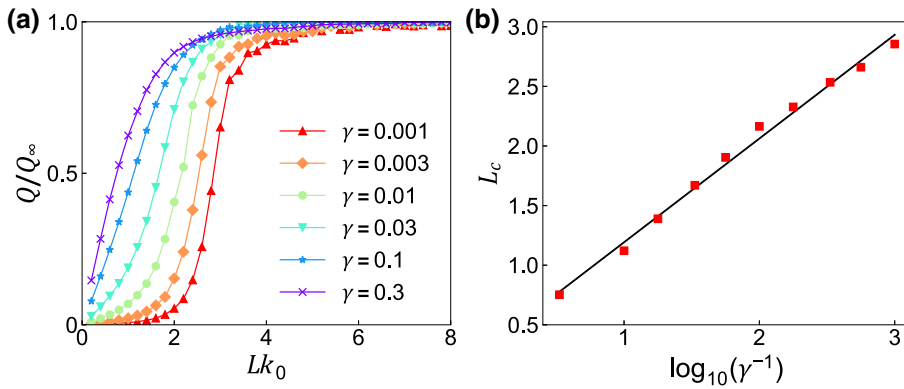 (a)
1.0
0.5
0
Q/Q∞
0 2 4 6 8
Lk₀
γ = 0.001
γ = 0.003
γ = 0.01
γ = 0.03
γ = 0.1
γ = 0.3
(b)
3.0
2.5
2.0
1.5
1.0
0.5
L_c
1 2 3
log₁₀(γ⁻¹)